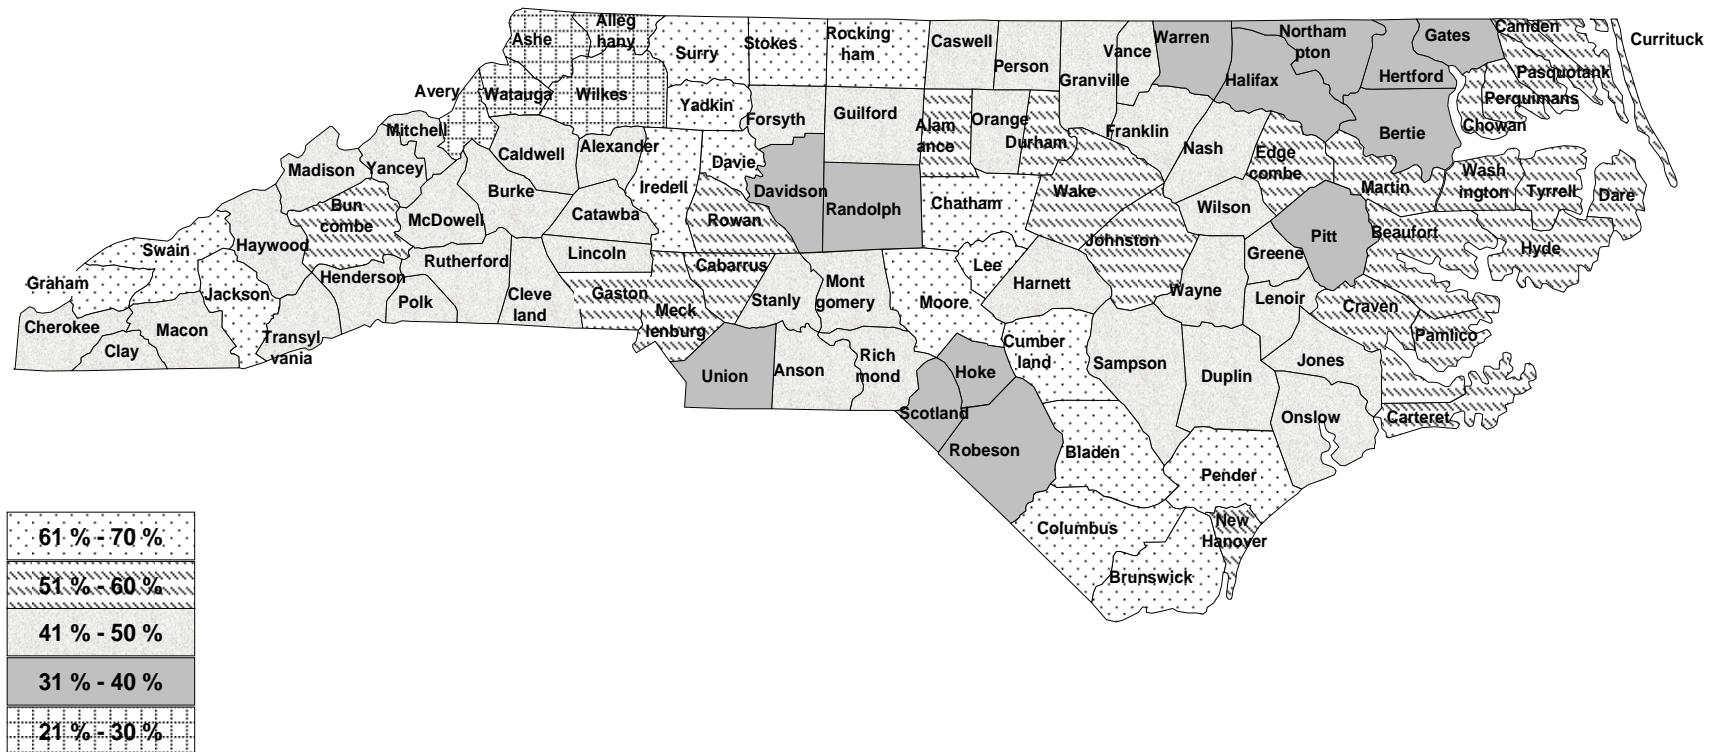 Alleg
hany
Ashe
Surry
Stokes
Rocking
ham
Caswell
Person
Vance
Granville
Warren
Northam
pton
Gates
Camden
Currituck
Halifax
Hertford
Pasquotank
Avery
Watauga
Wilkes
Yadkin
Forsyth
Guilford
Alam
ance
Orange
Durham
Franklin
Bertie
Perquimans
Chowan
Mitchell
Caldwell
Alexander
Davie
Nash
Edge
combe
Madison
Yancey
Burke
Iredell
Davidson
Randolph
Chatham
Wake
Martin
Wash
ington
Tyrrell
Dare
Bun
combe
McDowell
Catawba
Rowan
Wilson
Swain
Haywood
Rutherford
Lincoln
Cabarrus
Johnston
Greene
Pitt
Beaufort
Hyde
Graham
Jackson
Henderson
Polk
Cleve
land
Gaston
Meck
lenburg
Stanly
Mont
gomery
Moore
Lee
Harnett
Wayne
Lenoir
Craven
Pamlico
Cherokee
Clay
Macon
Transyl
vania
Union
Anson
Rich
mond
Hoke
Cumber
land
Sampson
Duplin
Jones
Scotland
Onslow
Carteret
Robeson
Bladen
Pender
Columbus
New
Hanover
Brunswick
61 % - 70 %
51 % - 60 %
41 % - 50 %
31 % - 40 %
21 % - 30 %